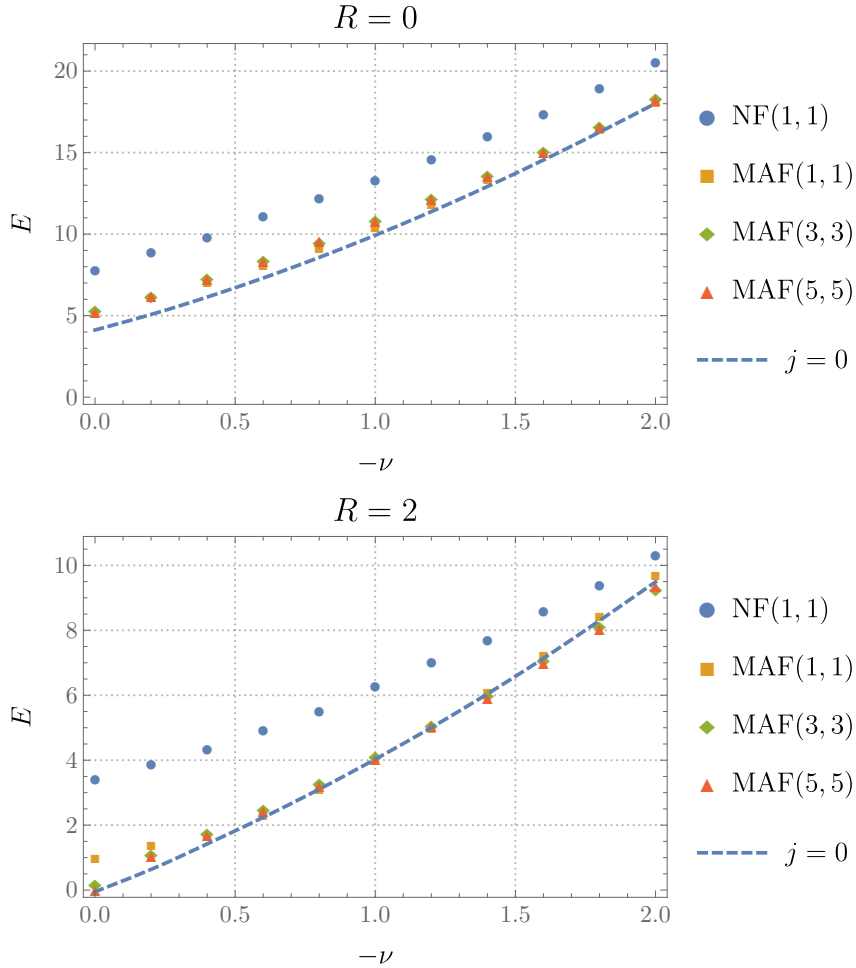 R = 0
20
15
10
5
0
E
0.0 0.5 1.0 1.5 2.0
−ν
NF(1, 1)
MAF(1, 1)
MAF(3, 3)
MAF(5, 5)
j = 0
R = 2
10
8
6
4
2
0
E
0.0 0.5 1.0 1.5 2.0
−ν
NF(1, 1)
MAF(1, 1)
MAF(3, 3)
MAF(5, 5)
j = 0